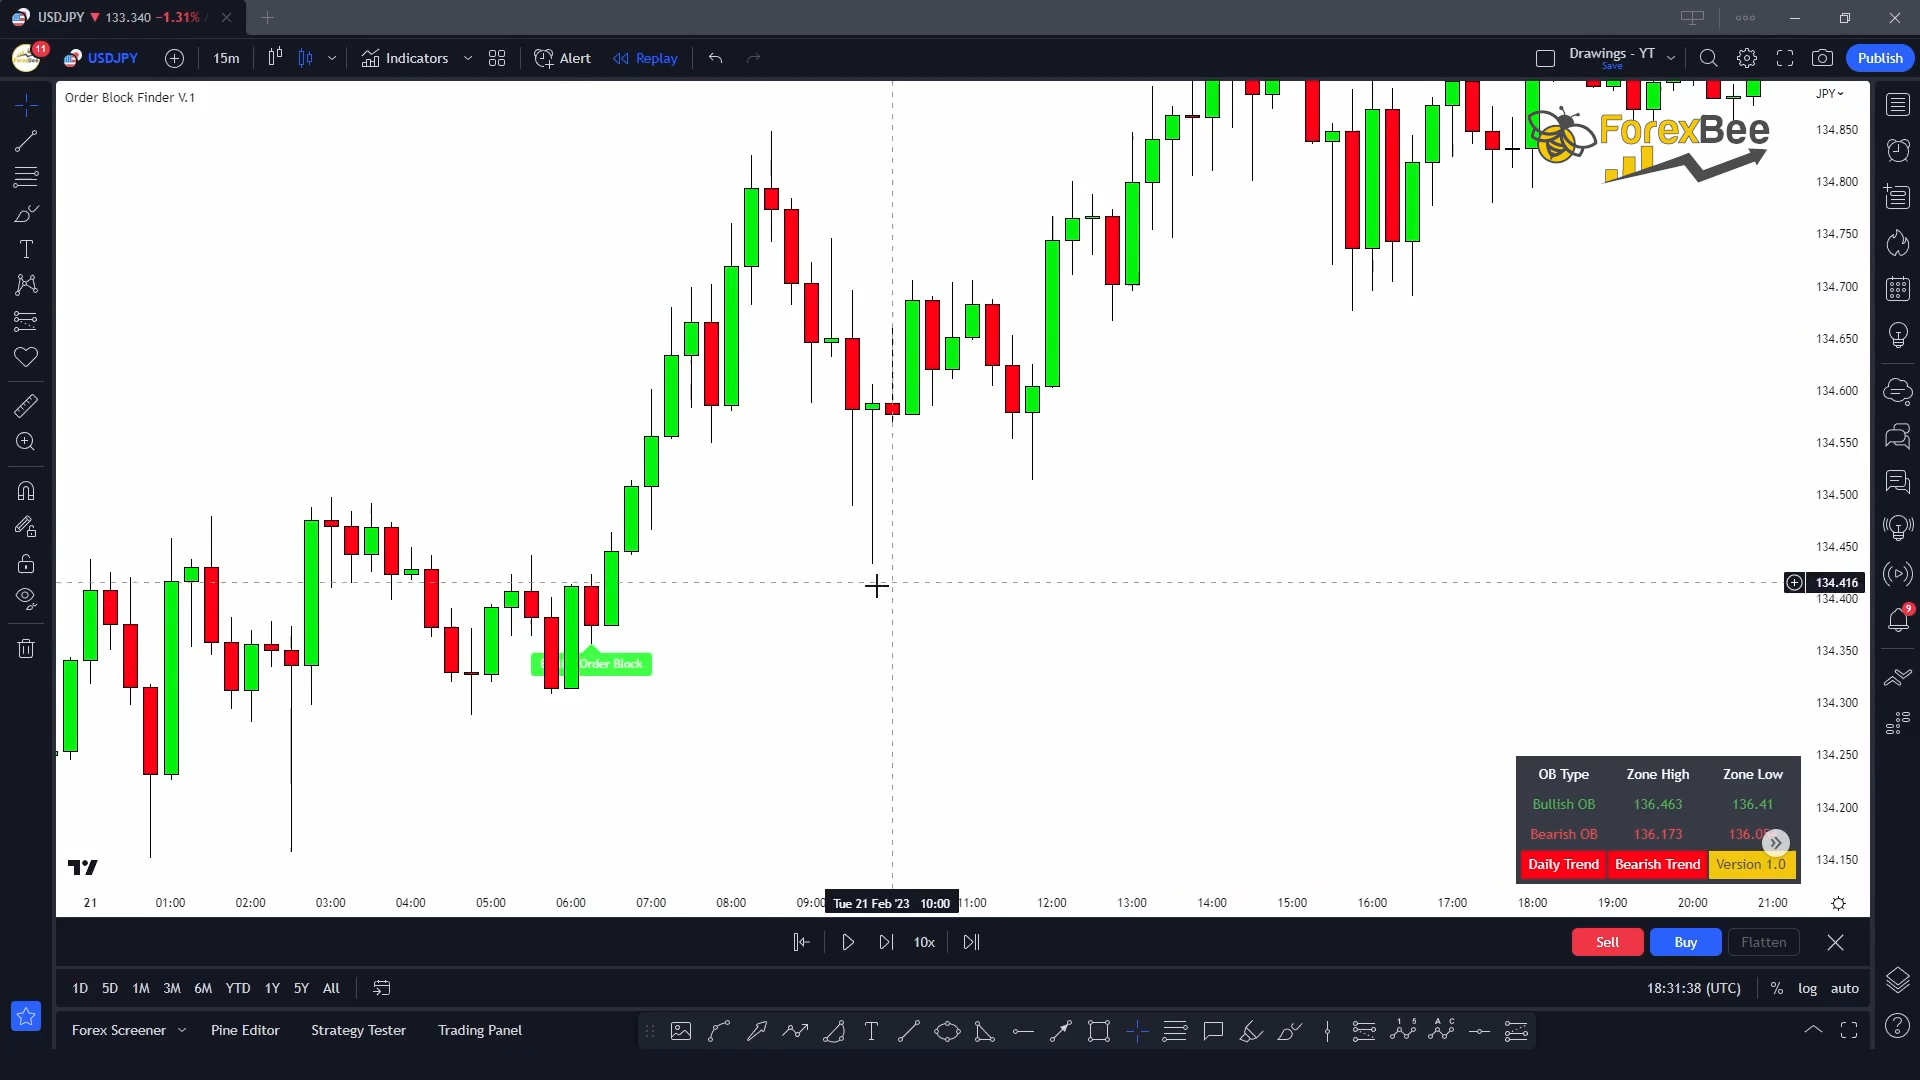 USDJPY 133.340 −1.31% /
11
USDJPY 15m Indicators Alert Replay Drawings - YT Save Publish
Order Block Finder V.1
JPY
ForexBee
134.850
134.800
134.750
134.700
134.650
134.600
134.550
134.500
134.450
134.416
134.400
134.350
134.300
134.250
134.200
134.150
Order Block
9
OB Type Zone High Zone Low
Bullish OB 136.463 136.41
Bearish OB 136.173
Daily Trend Bearish Trend Version 1.0
21 01:00 02:00 03:00 04:00 05:00 06:00 07:00 08:00 09:00 Tue 21 Feb '23 10:00 11:00 12:00 13:00 14:00 15:00 16:00 17:00 18:00 19:00 20:00 21:00
10x Sell Buy Flatten
1D 5D 1M 3M 6M YTD 1Y 5Y All 18:31:38 (UTC) % log auto
Forex Screener Pine Editor Strategy Tester Trading Panel